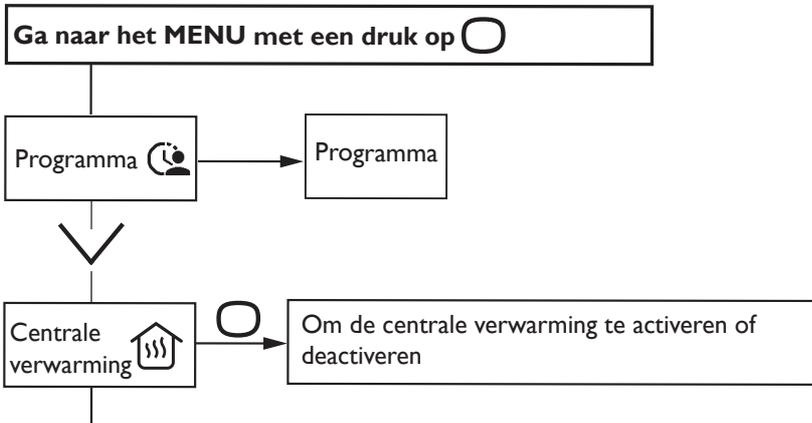 Ga naar het MENU met een druk op
Programma
Programma
Centrale
verwarming
Om de centrale verwarming te activeren of
deactiveren